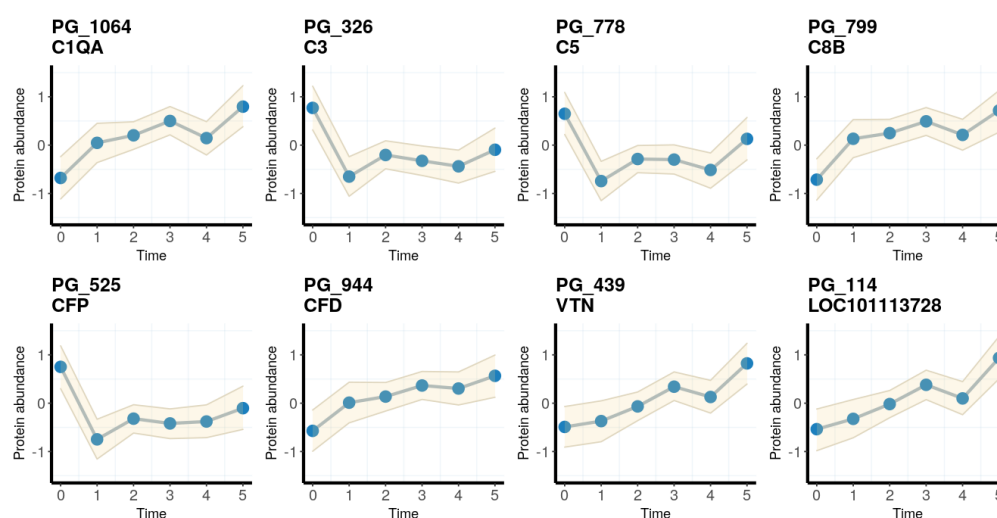 PG_1064
C1QA
Protein abundance
1
0
-1
0 1 2 3 4 5
Time
PG_326
C3
Protein abundance
1
0
-1
0 1 2 3 4 5
Time
PG_778
C5
Protein abundance
1
0
-1
0 1 2 3 4 5
Time
PG_799
C8B
Protein abundance
1
0
-1
0 1 2 3 4 5
Time
PG_525
CFP
Protein abundance
1
0
-1
0 1 2 3 4 5
Time
PG_944
CFD
Protein abundance
1
0
-1
0 1 2 3 4 5
Time
PG_439
VTN
Protein abundance
1
0
-1
0 1 2 3 4 5
Time
PG_114
LOC101113728
Protein abundance
1
0
-1
0 1 2 3 4 5
Time